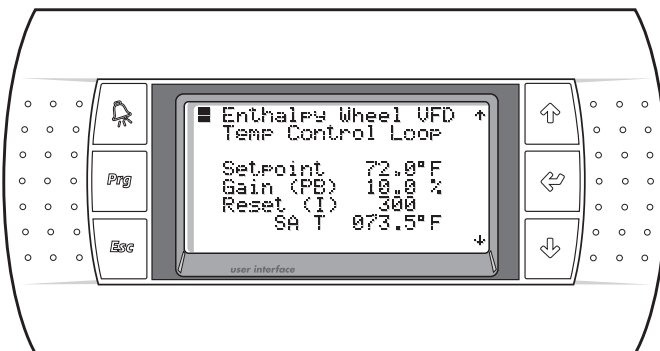 Enthalpy Wheel VFD
Temp Control Loop
Setpoint 72.0°F
Gain (PB) 10.0 %
Reset (I) 300
SA T 073.5°F
Prg
Esc
user interface